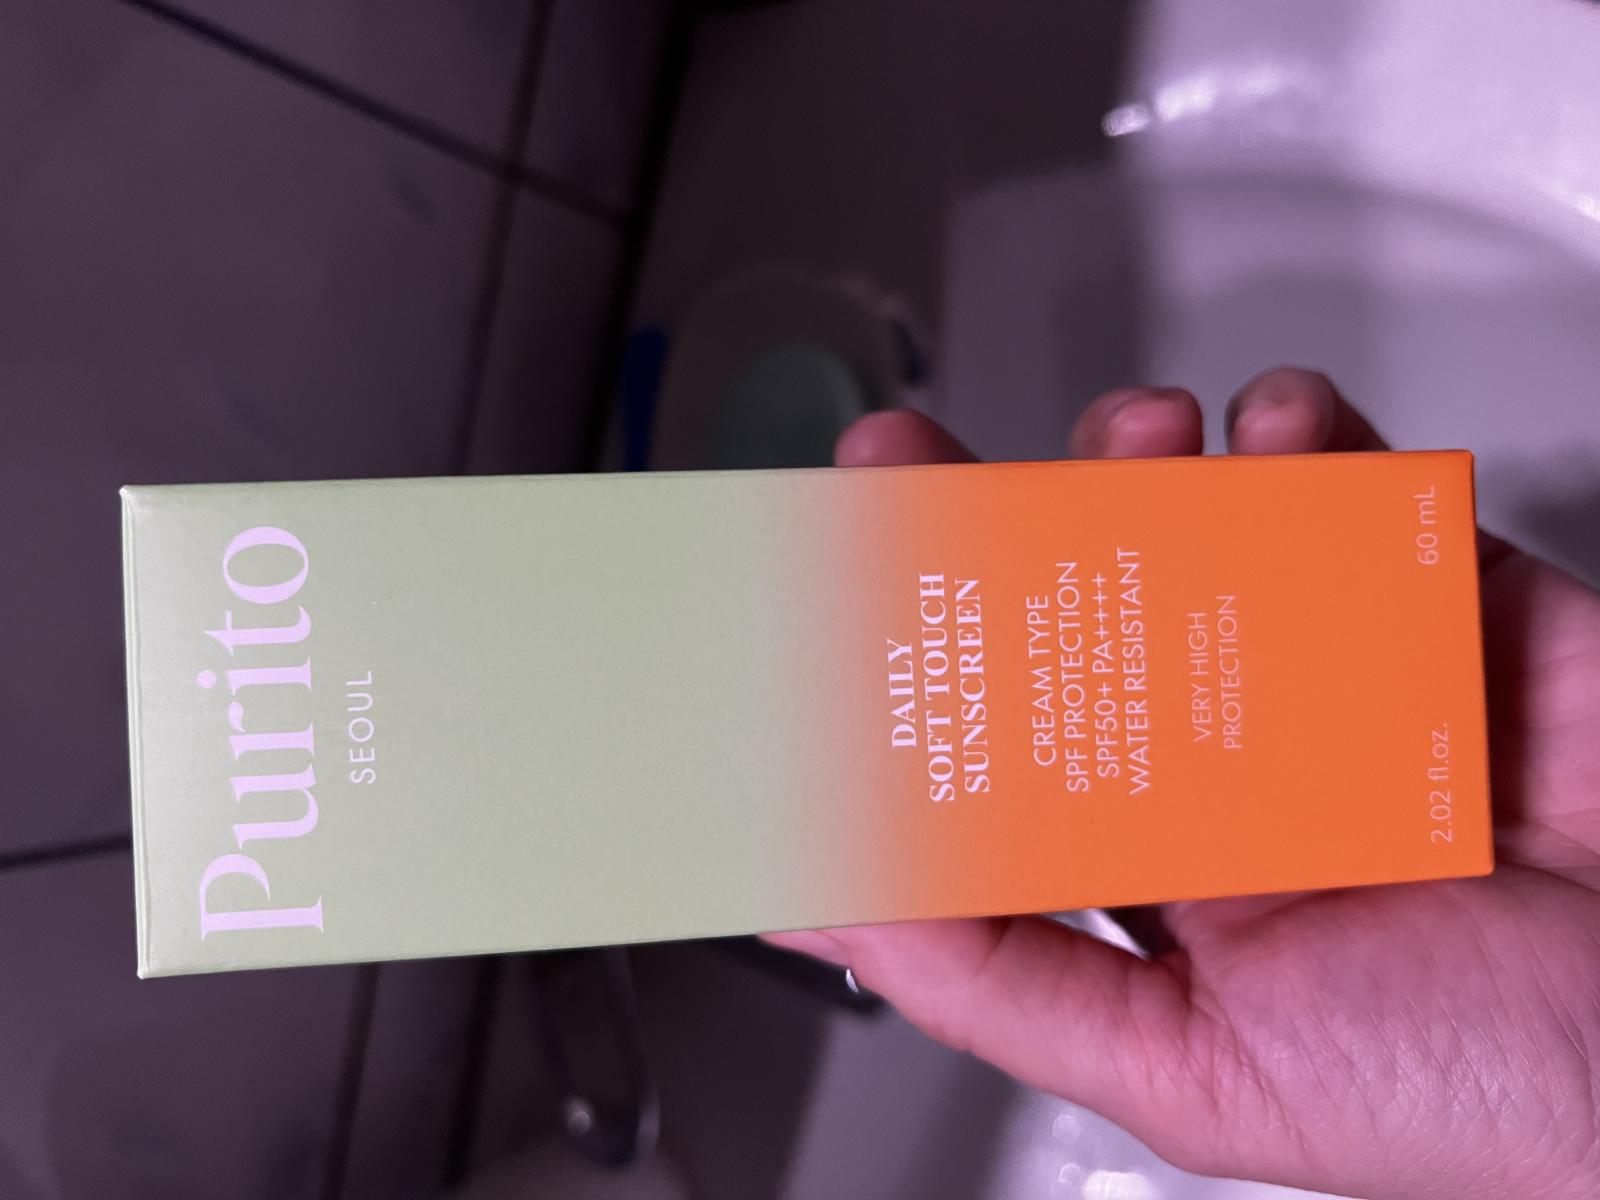 Purito
SEOUL
DAILY
SOFT TOUCH
SUNSCREEN
CREAM TYPE
SPF PROTECTION
SPF50+ PA++++
WATER RESISTANT
VERY HIGH
PROTECTION
2.02 fl.oz. 60 mL